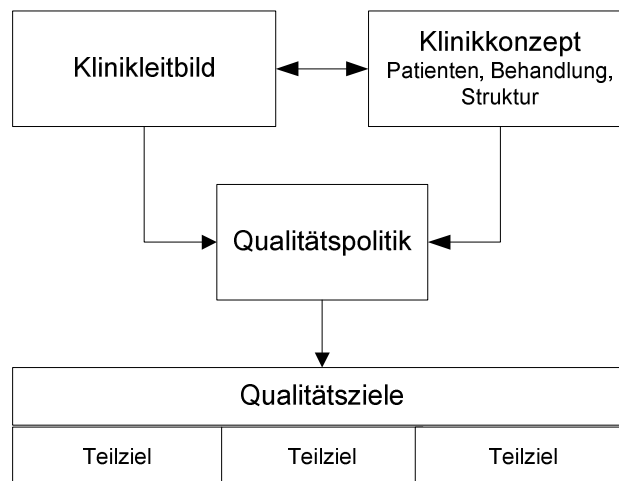 Klinikleitbild
Klinikkonzept
Patienten, Behandlung,
Struktur
Qualitätspolitik
Qualitätsziele
Teilziel
Teilziel
Teilziel